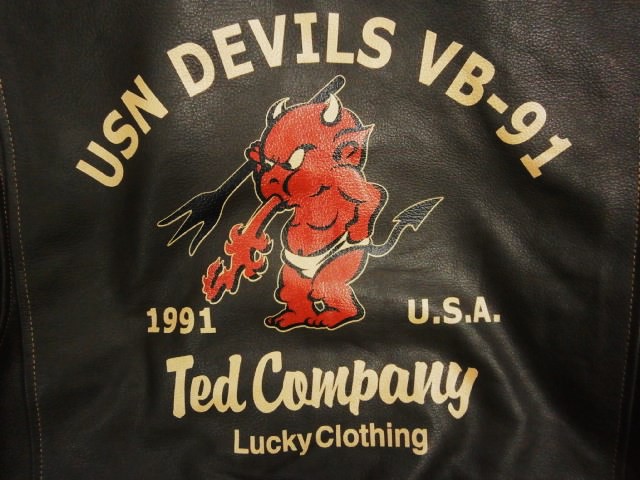 USN DEVILS VB-91
1991
U.S.A.
Ted Company
Lucky Clothing